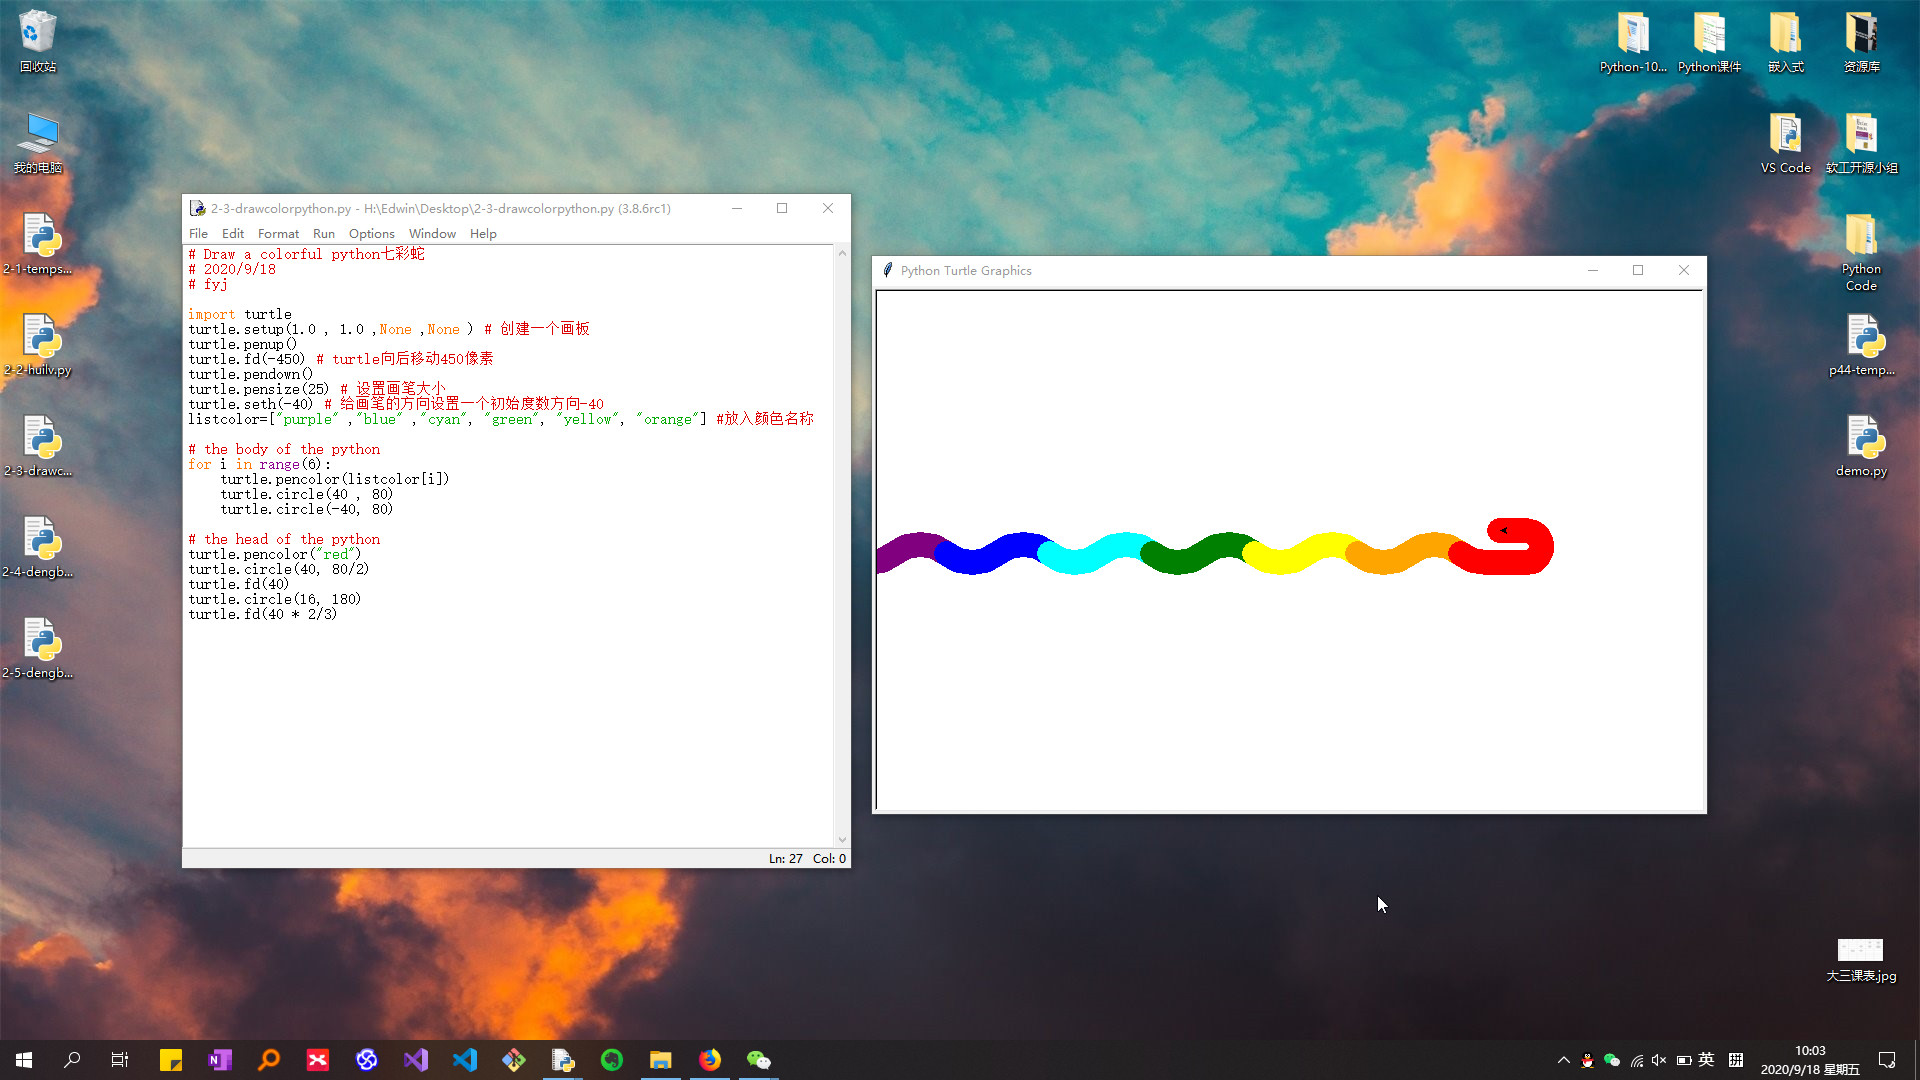 回收站
我的电脑
2-1-temps...
2-2-huilv.py
2-3-drawc...
2-4-dengb...
2-5-dengb...
2-3-drawcolorpython.py - H:\Edwin\Desktop\2-3-drawcolorpython.py (3.8.6rc1)
File Edit Format Run Options Window Help
# Draw a colorful python七彩蛇
# 2020/9/18
# fyj
import turtle
turtle.setup(1.0 , 1.0 ,None ,None ) # 创建一个画板
turtle.penup()
turtle.fd(-450) # turtle向后移动450像素
turtle.pendown()
turtle.pensize(25) # 设置画笔大小
turtle.seth(-40) # 给画笔的方向设置一个初始度数方向-40
listcolor=["purple" ,"blue" ,"cyan", "green", "yellow", "orange"] #放入颜色名称
# the body of the python
for i in range(6):
    turtle.pencolor(listcolor[i])
    turtle.circle(40 , 80)
    turtle.circle(-40, 80)
# the head of the python
turtle.pencolor("red")
turtle.circle(40, 80/2)
turtle.fd(40)
turtle.circle(16, 180)
turtle.fd(40 * 2/3)
Ln: 27 Col: 0
Python Turtle Graphics
Python-10...
Python课件
嵌入式
资源库
VS Code
软工开源小组
Python
Code
p44-temp...
demo.py
大三课表.jpg
英
拼
10:03
2020/9/18 星期五